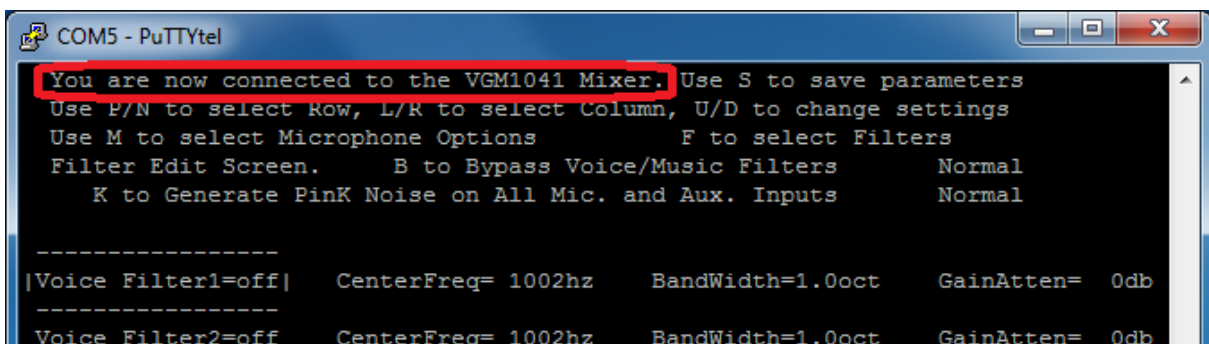 COM5 - PuTTYtel
You are now connected to the VGM1041 Mixer. Use S to save parameters
Use P/N to select Row, L/R to select Column, U/D to change settings
Use M to select Microphone Options F to select Filters
Filter Edit Screen. B to Bypass Voice/Music Filters Normal
K to Generate PinK Noise on All Mic. and Aux. Inputs Normal
-----------------
|Voice Filter1=off| CenterFreq= 1002hz BandWidth=1.0oct GainAtten= 0db
-----------------
Voice Filter2=off CenterFreq= 1002hz BandWidth=1.0oct GainAtten= 0db